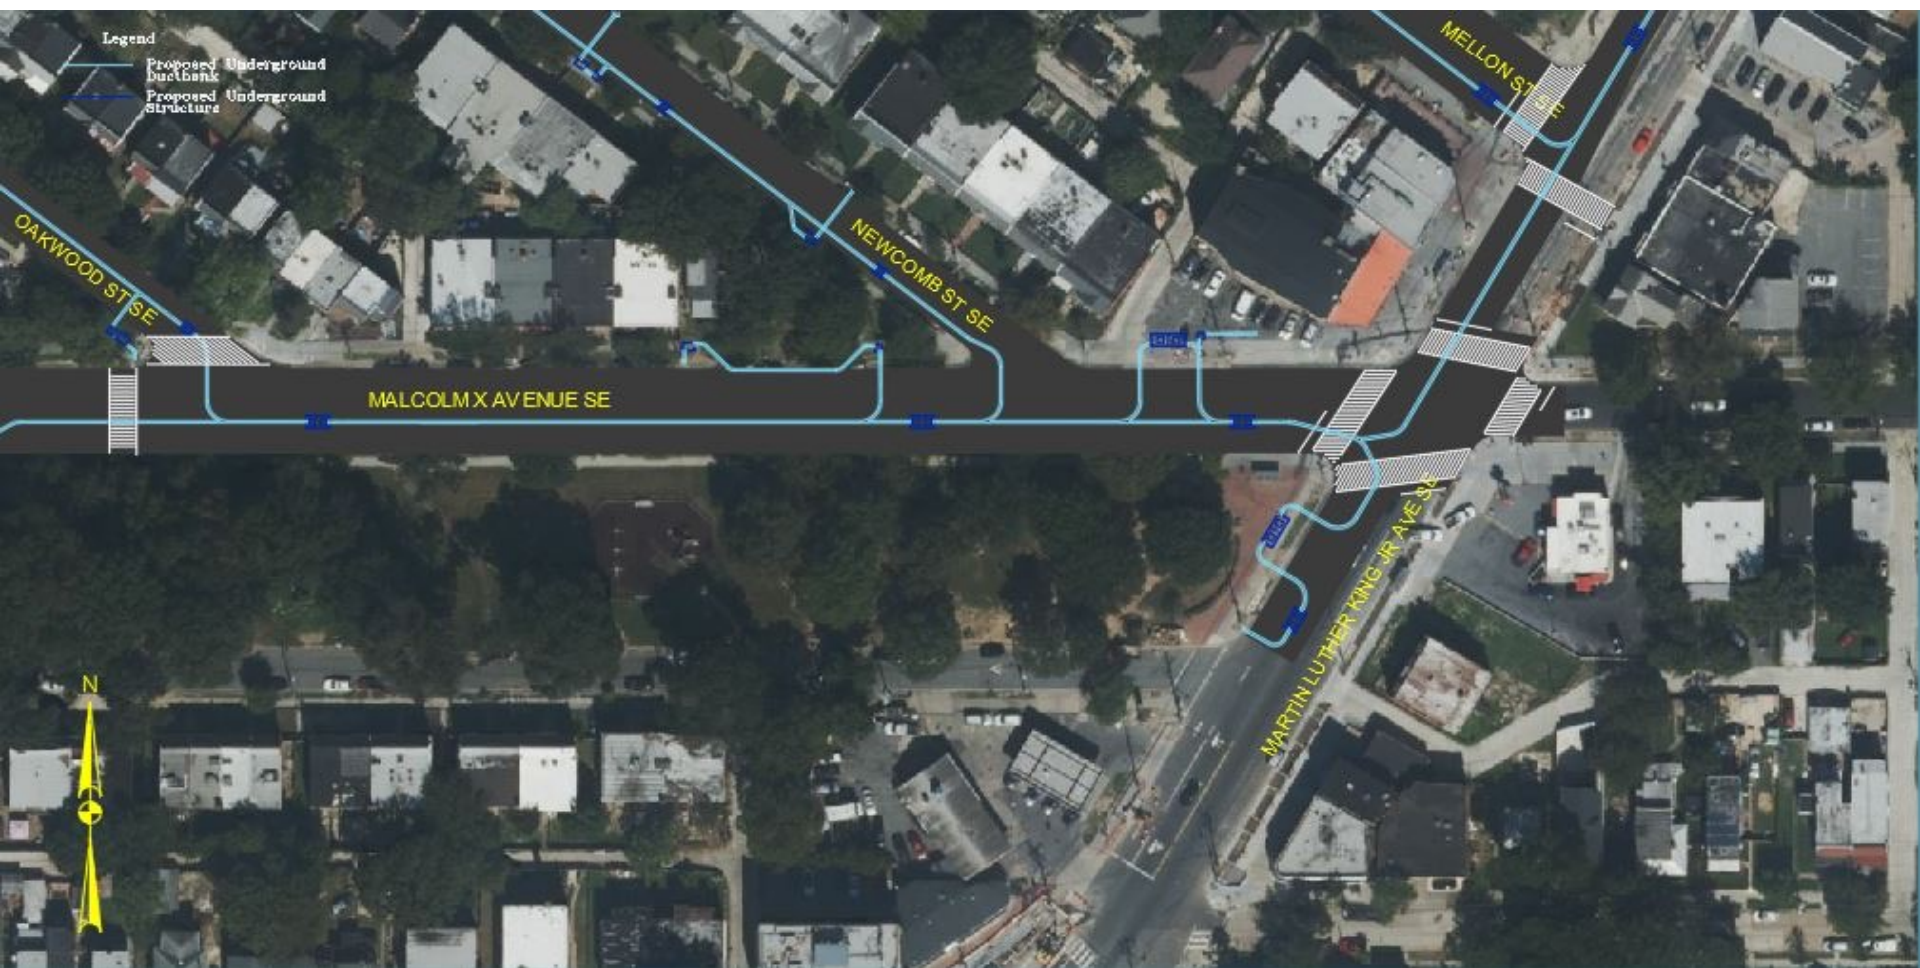 Legend
Proposed Underground
Ductbank
Proposed Underground
Structure
MELLON ST SE
OAKWOOD ST SE
NEWCOMB ST SE
MALCOLM X AVENUE SE
MARTIN LUTHER KING JR AVE SE
N